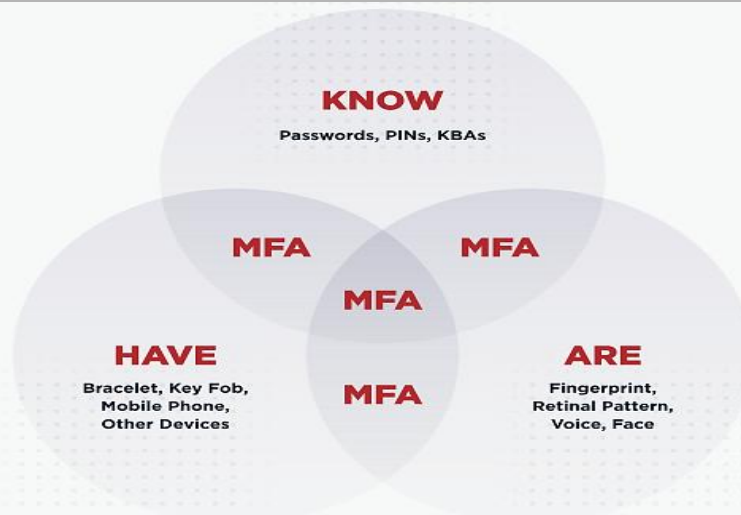 KNOW
Passwords, PINs, KBAs
MFA MFA
MFA
HAVE
Bracelet, Key Fob,
Mobile Phone,
Other Devices
MFA
ARE
Fingerprint,
Retinal Pattern,
Voice, Face